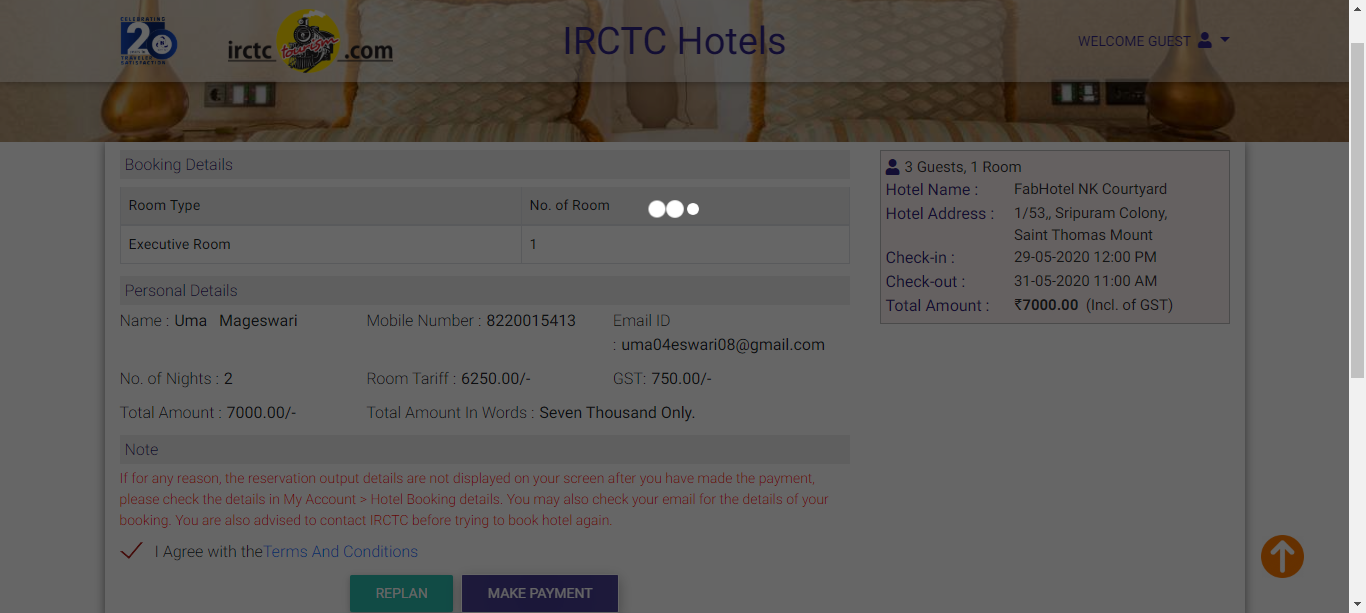 CELEBRATING
20
TRAVELER
SATISFACTION
irctc tourism .com
IRCTC Hotels
WELCOME GUEST
Booking Details
Room Type No. of Room
Executive Room 1
Personal Details
Name : Uma Mageswari Mobile Number : 8220015413 Email ID
: uma04eswari08@gmail.com
No. of Nights : 2 Room Tariff : 6250.00/- GST: 750.00/-
Total Amount : 7000.00/- Total Amount In Words : Seven Thousand Only.
Note
If for any reason, the reservation output details are not displayed on your screen after you have made the payment,
please check the details in My Account > Hotel Booking details. You may also check your email for the details of your
booking. You are also advised to contact IRCTC before trying to book hotel again.
I Agree with theTerms And Conditions
REPLAN MAKE PAYMENT
3 Guests, 1 Room
Hotel Name : FabHotel NK Courtyard
Hotel Address : 1/53,, Sripuram Colony,
Saint Thomas Mount
Check-in : 29-05-2020 12:00 PM
Check-out : 31-05-2020 11:00 AM
Total Amount : ₹7000.00 (Incl. of GST)